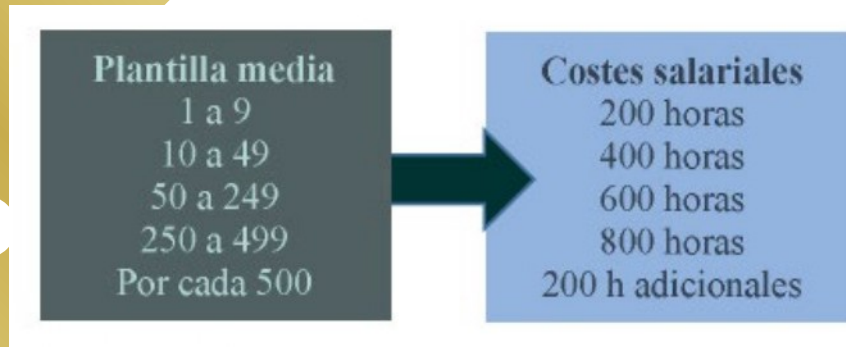 Plantilla media
1 a 9
10 a 49
50 a 249
250 a 499
Por cada 500
Costes salariales
200 horas
400 horas
600 horas
800 horas
200 h adicionales